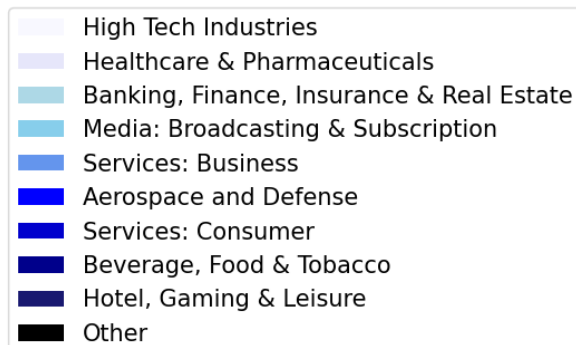 High Tech Industries
Healthcare & Pharmaceuticals
Banking, Finance, Insurance & Real Estate
Media: Broadcasting & Subscription
Services: Business
Aerospace and Defense
Services: Consumer
Beverage, Food & Tobacco
Hotel, Gaming & Leisure
Other